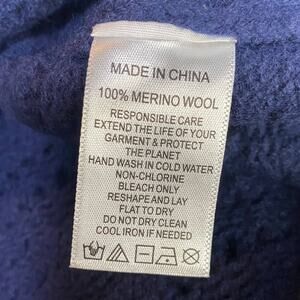 MADE IN CHINA
100% MERINO WOOL
RESPONSIBLE CARE
EXTEND THE LIFE OF YOUR
GARMENT & PROTECT
THE PLANET
HAND WASH IN COLD WATER
NON-CHLORINE
BLEACH ONLY
RESHAPE AND LAY
FLAT TO DRY
DO NOT DRY CLEAN
COOL IRON IF NEEDED